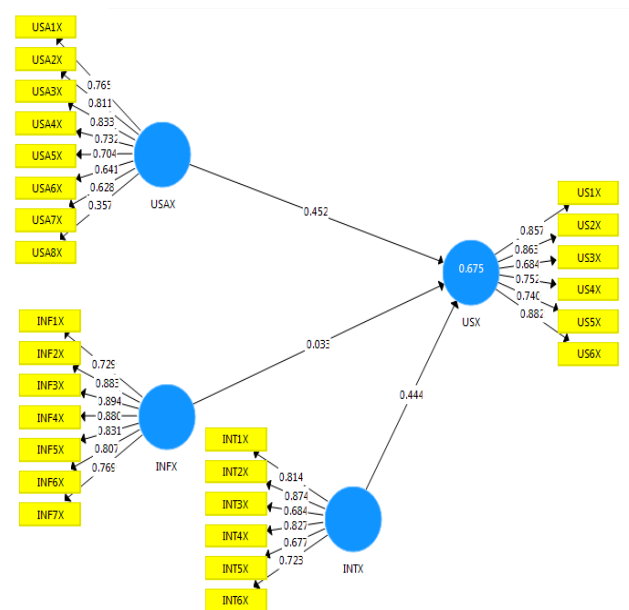 USA1X
USA2X
USA3X
USA4X
USA5X
USA6X
USA7X
USA8X
0.765
0.811
0.833
0.732
0.704
0.641
0.628
0.357
USAX
0.452
US1X
US2X
US3X
US4X
US5X
US6X
0.857
0.863
0.684
0.752
0.740
0.882
0.675
USX
INF1X
INF2X
INF3X
INF4X
INF5X
INF6X
INF7X
0.729
0.883
0.894
0.880
0.831
0.807
0.769
INFX
0.033
0.444
INT1X
INT2X
INT3X
INT4X
INT5X
INT6X
0.814
0.874
0.684
0.827
0.677
0.723
INTX